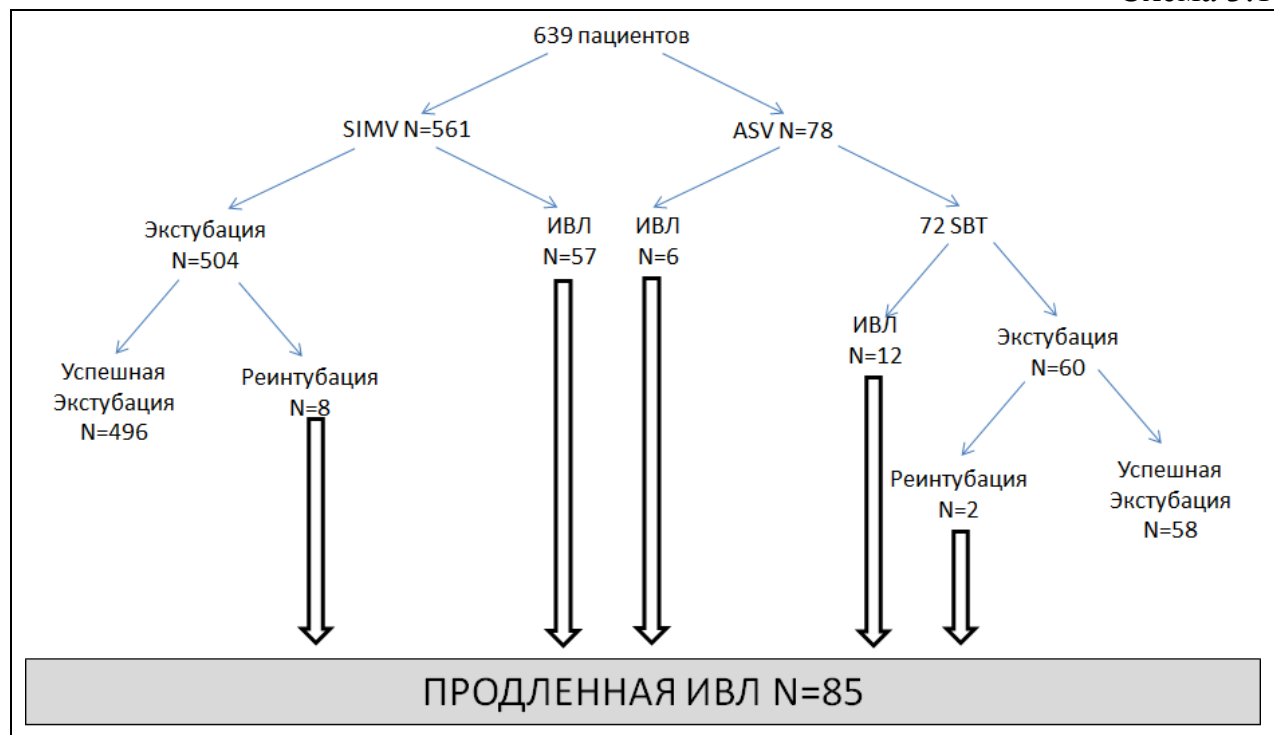 639 пациентов
SIMV N=561
ASV N=78
Экстубация
N=504
ИВЛ
N=57
ИВЛ
N=6
72 SBT
ИВЛ
N=12
Экстубация
N=60
Успешная
Экстубация
N=496
Реинтубация
N=8
Реинтубация
N=2
Успешная
Экстубация
N=58
ПРОДЛЕННАЯ ИВЛ N=85